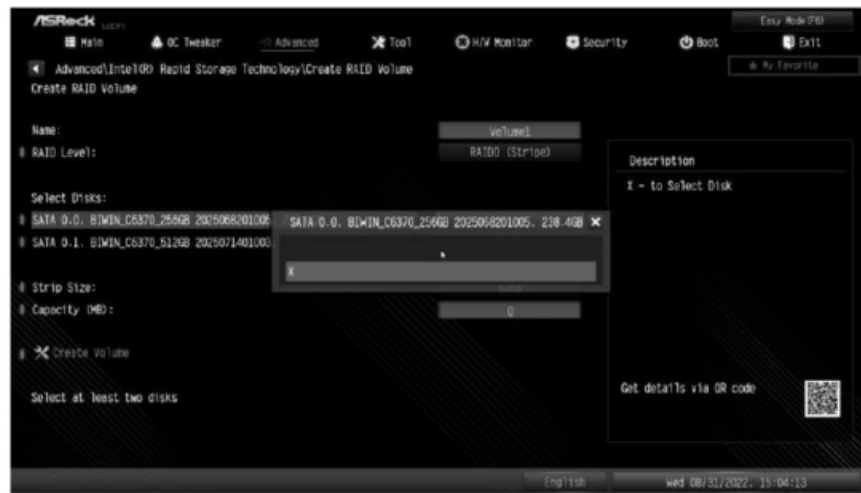 ASRock UEFI
Easy Mode(F6)
Main OC Tweaker Advanced Tool H/W Monitor Security Boot Exit
Advanced\Intel(R) Rapid Storage Technology\Create RAID Volume
My Favorite
Create RAID Volume
Name: Volume1
RAID Level: RAID0 (Stripe)
Description
X - to Select Disk
Select Disks:
SATA 0.0, BIWIN_C6370_256GB 2025068201005
SATA 0.0, BIWIN_C6370_256GB 2025068201005, 238.4GB
SATA 0.1, BIWIN_C6370_512GB 2025071401003
X
Strip Size:
Capacity (MB): 0
Create Volume
Select at least two disks
Get details via QR code
English
Wed 08/31/2022, 15:04:13